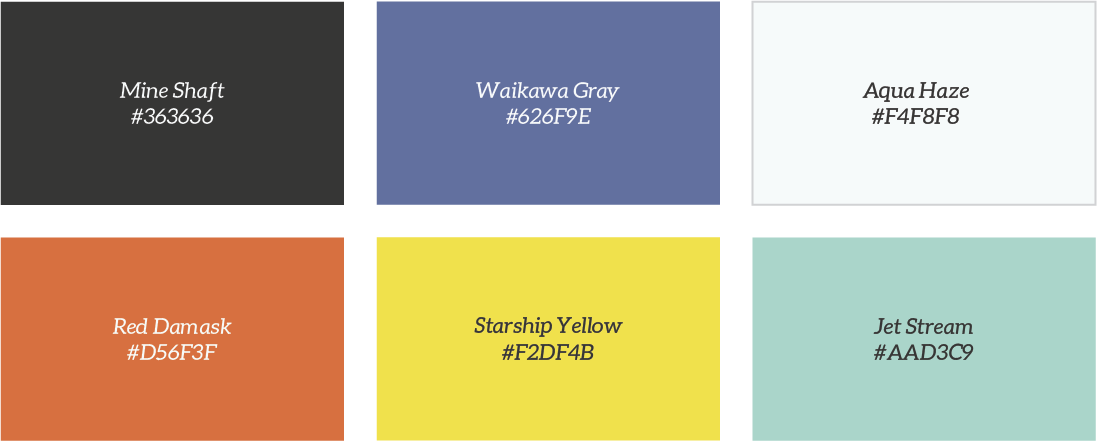 Mine Shaft
#363636
Waikawa Gray
#626F9E
Aqua Haze
#F4F8F8
Red Damask
#D56F3F
Starship Yellow
#F2DF4B
Jet Stream
#AAD3C9